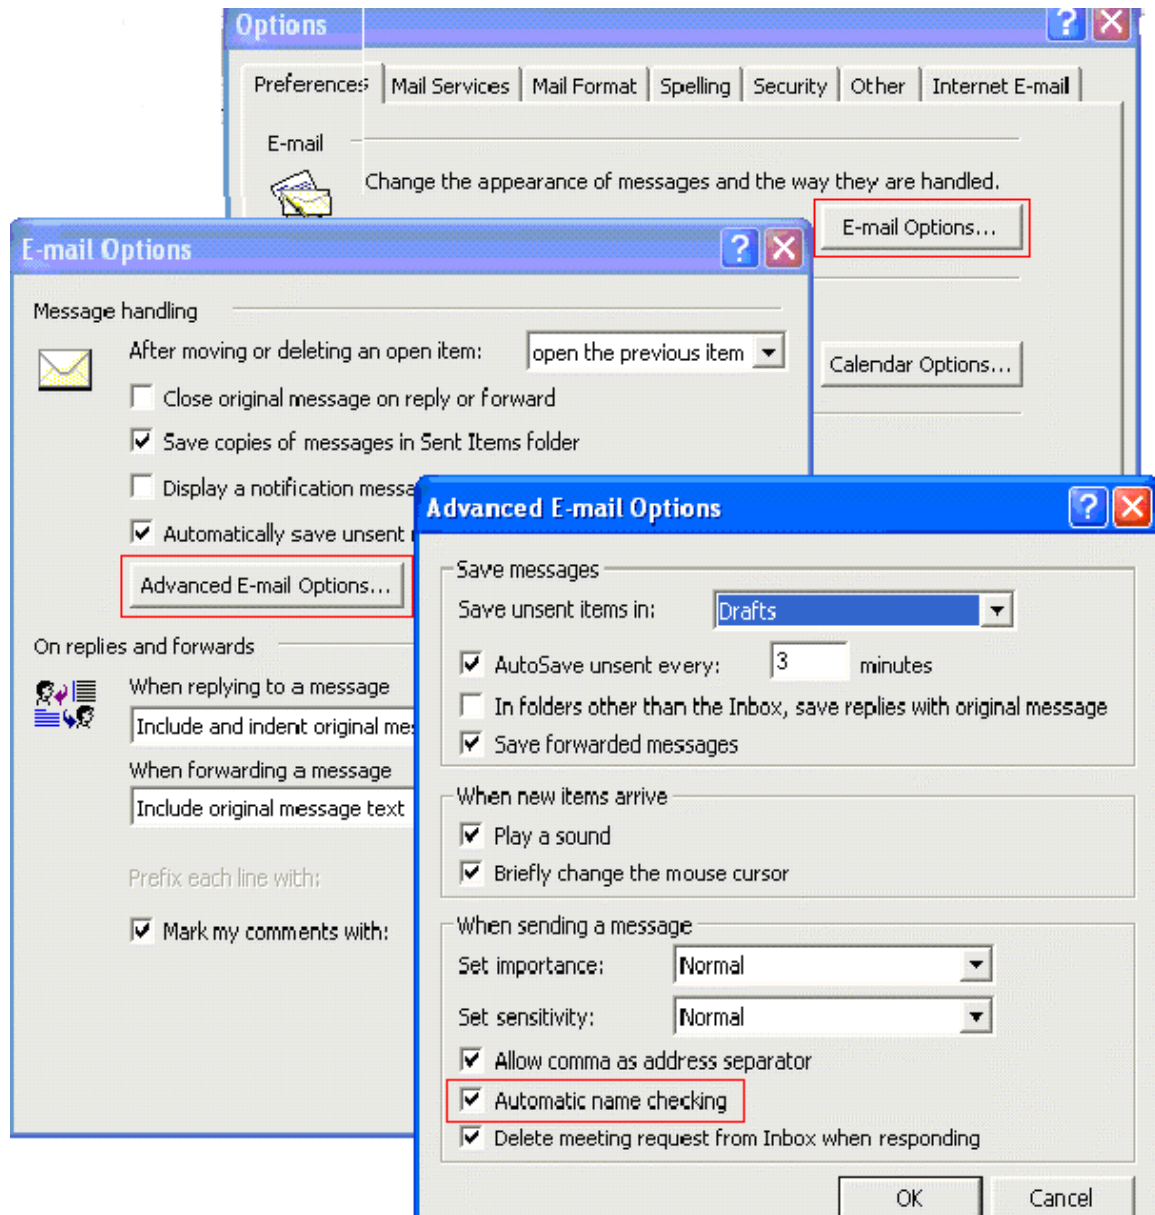 Options
Preferences Mail Services Mail Format Spelling Security Other Internet E-mail
E-mail
Change the appearance of messages and the way they are handled.
E-mail Options...
Calendar Options...
E-mail Options
Message handling
After moving or deleting an open item: open the previous item
Close original message on reply or forward
Save copies of messages in Sent Items folder
Display a notification messa
Automatically save unsent
Advanced E-mail Options...
On replies and forwards
When replying to a message
Include and indent original mes
When forwarding a message
Include original message text
Prefix each line with:
Mark my comments with:
Advanced E-mail Options
Save messages
Save unsent items in: Drafts
AutoSave unsent every: 3 minutes
In folders other than the Inbox, save replies with original message
Save forwarded messages
When new items arrive
Play a sound
Briefly change the mouse cursor
When sending a message
Set importance: Normal
Set sensitivity: Normal
Allow comma as address separator
Automatic name checking
Delete meeting request from Inbox when responding
OK Cancel